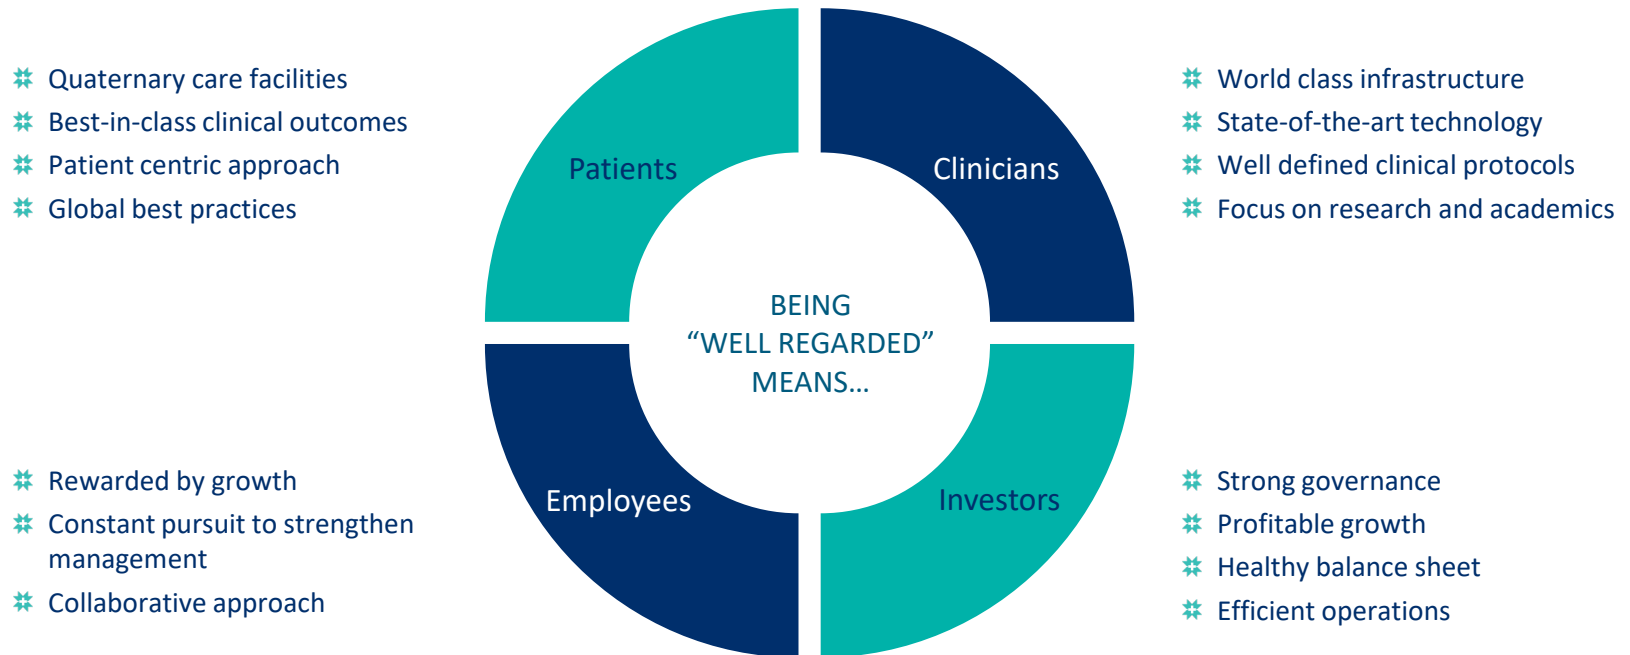 Quaternary care facilities
Best-in-class clinical outcomes
Patient centric approach
Global best practices
Patients
Clinicians
World class infrastructure
State-of-the-art technology
Well defined clinical protocols
Focus on research and academics
BEING
“WELL REGARDED”
MEANS…
Rewarded by growth
Constant pursuit to strengthen
management
Collaborative approach
Employees
Investors
Strong governance
Profitable growth
Healthy balance sheet
Efficient operations